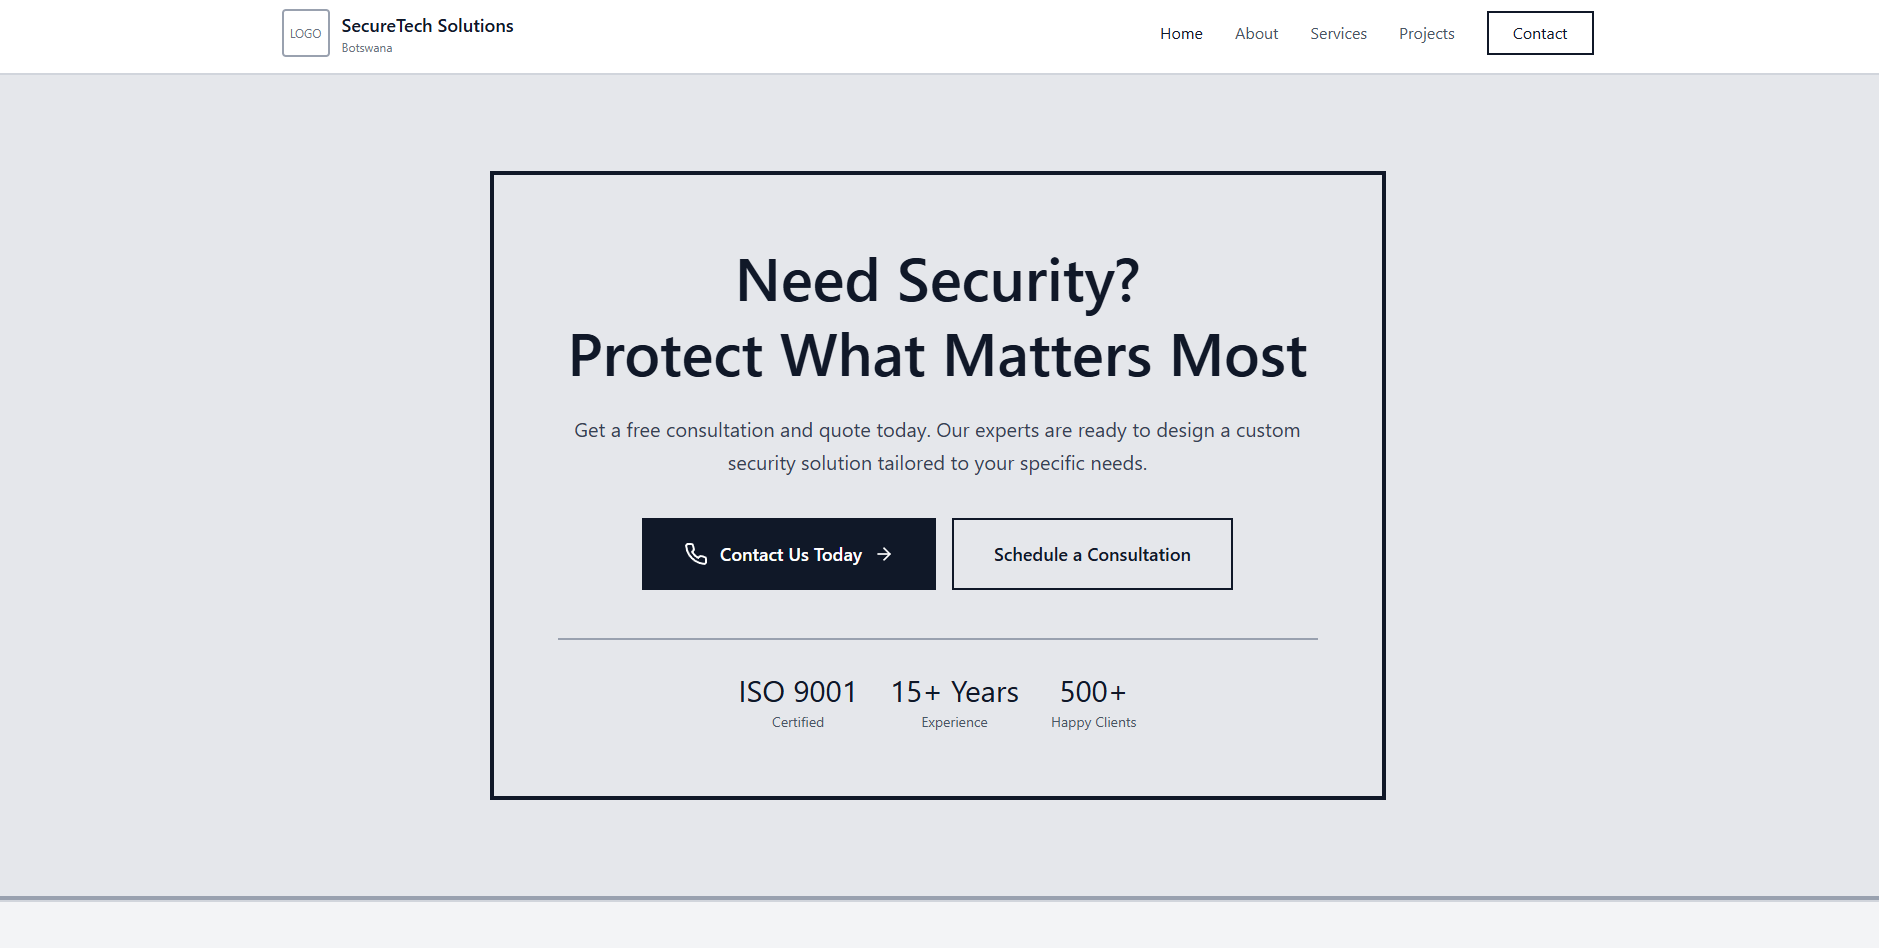 LOGO
SecureTech Solutions
Botswana
Home
About
Services
Projects
Contact
Need Security?
Protect What Matters Most
Get a free consultation and quote today. Our experts are ready to design a custom
security solution tailored to your specific needs.
Contact Us Today
Schedule a Consultation
ISO 9001
Certified
15+ Years
Experience
500+
Happy Clients